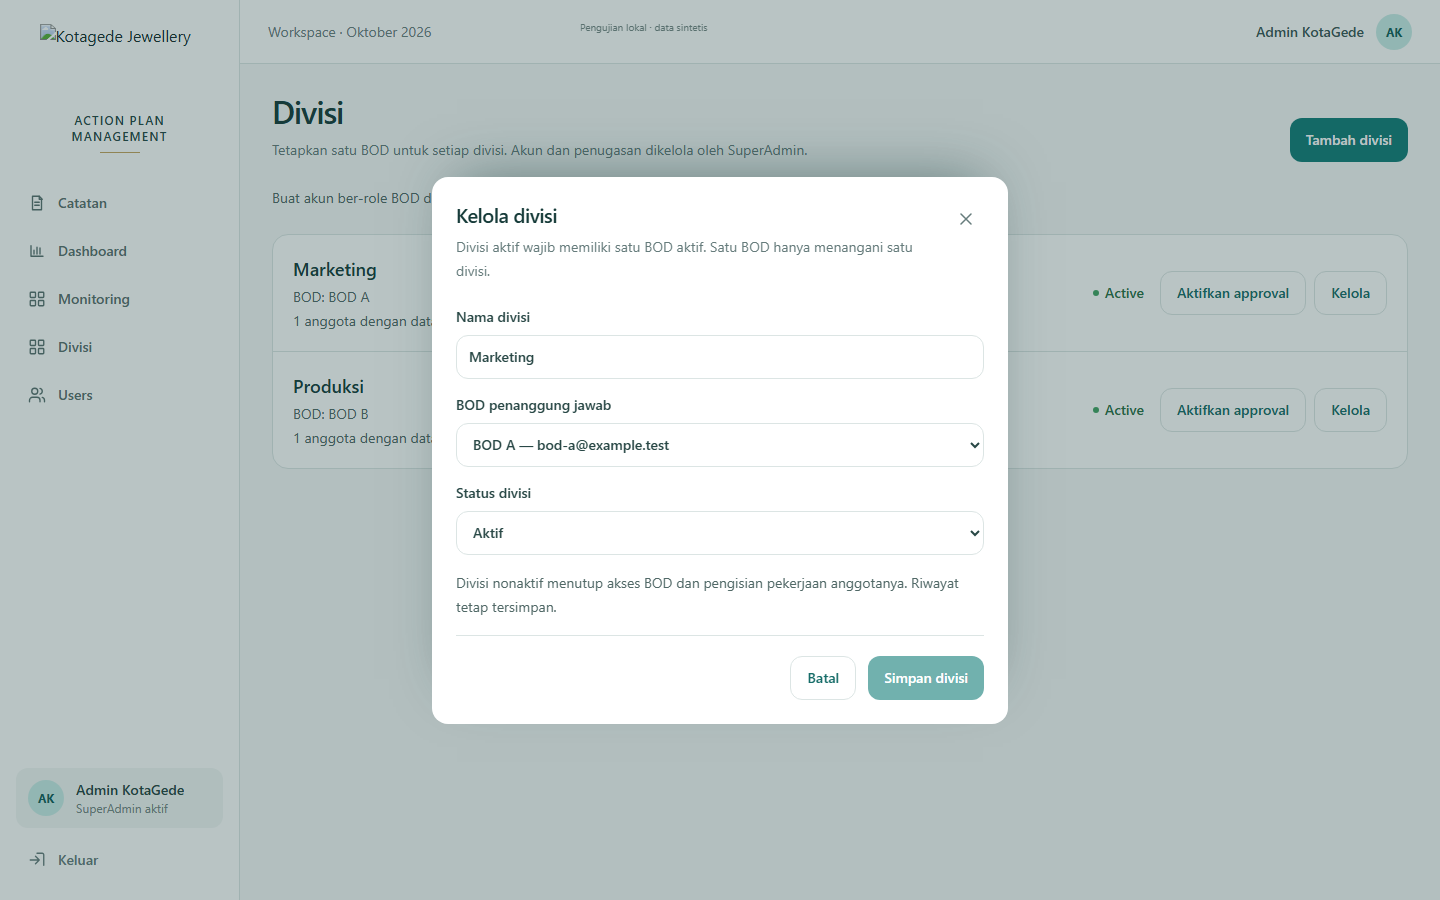 Kotagede Jewellery
ACTION PLAN
MANAGEMENT
Catatan
Dashboard
Monitoring
Divisi
Users
AK
Admin KotaGede
SuperAdmin aktif
Keluar
Workspace · Oktober 2026
Pengujian lokal · data sintetis
Admin KotaGede
AK
Divisi
Tetapkan satu BOD untuk setiap divisi. Akun dan penugasan dikelola oleh SuperAdmin.
Tambah divisi
Buat akun ber-role BOD d
Marketing
BOD: BOD A
1 anggota dengan dat
Active
Aktifkan approval
Kelola
Produksi
BOD: BOD B
1 anggota dengan dat
Active
Aktifkan approval
Kelola
Kelola divisi
Divisi aktif wajib memiliki satu BOD aktif. Satu BOD hanya menangani satu
divisi.
Nama divisi
Marketing
BOD penanggung jawab
BOD A — bod-a@example.test
Status divisi
Aktif
Divisi nonaktif menutup akses BOD dan pengisian pekerjaan anggotanya. Riwayat
tetap tersimpan.
Batal
Simpan divisi